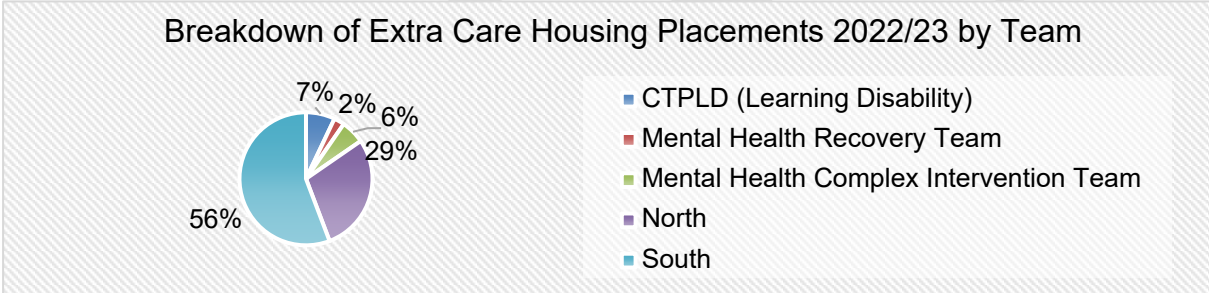 Breakdown of Extra Care Housing Placements 2022/23 by Team
7%
2%
6%
29%
56%
CTPLD (Learning Disability)
Mental Health Recovery Team
Mental Health Complex Intervention Team
North
South